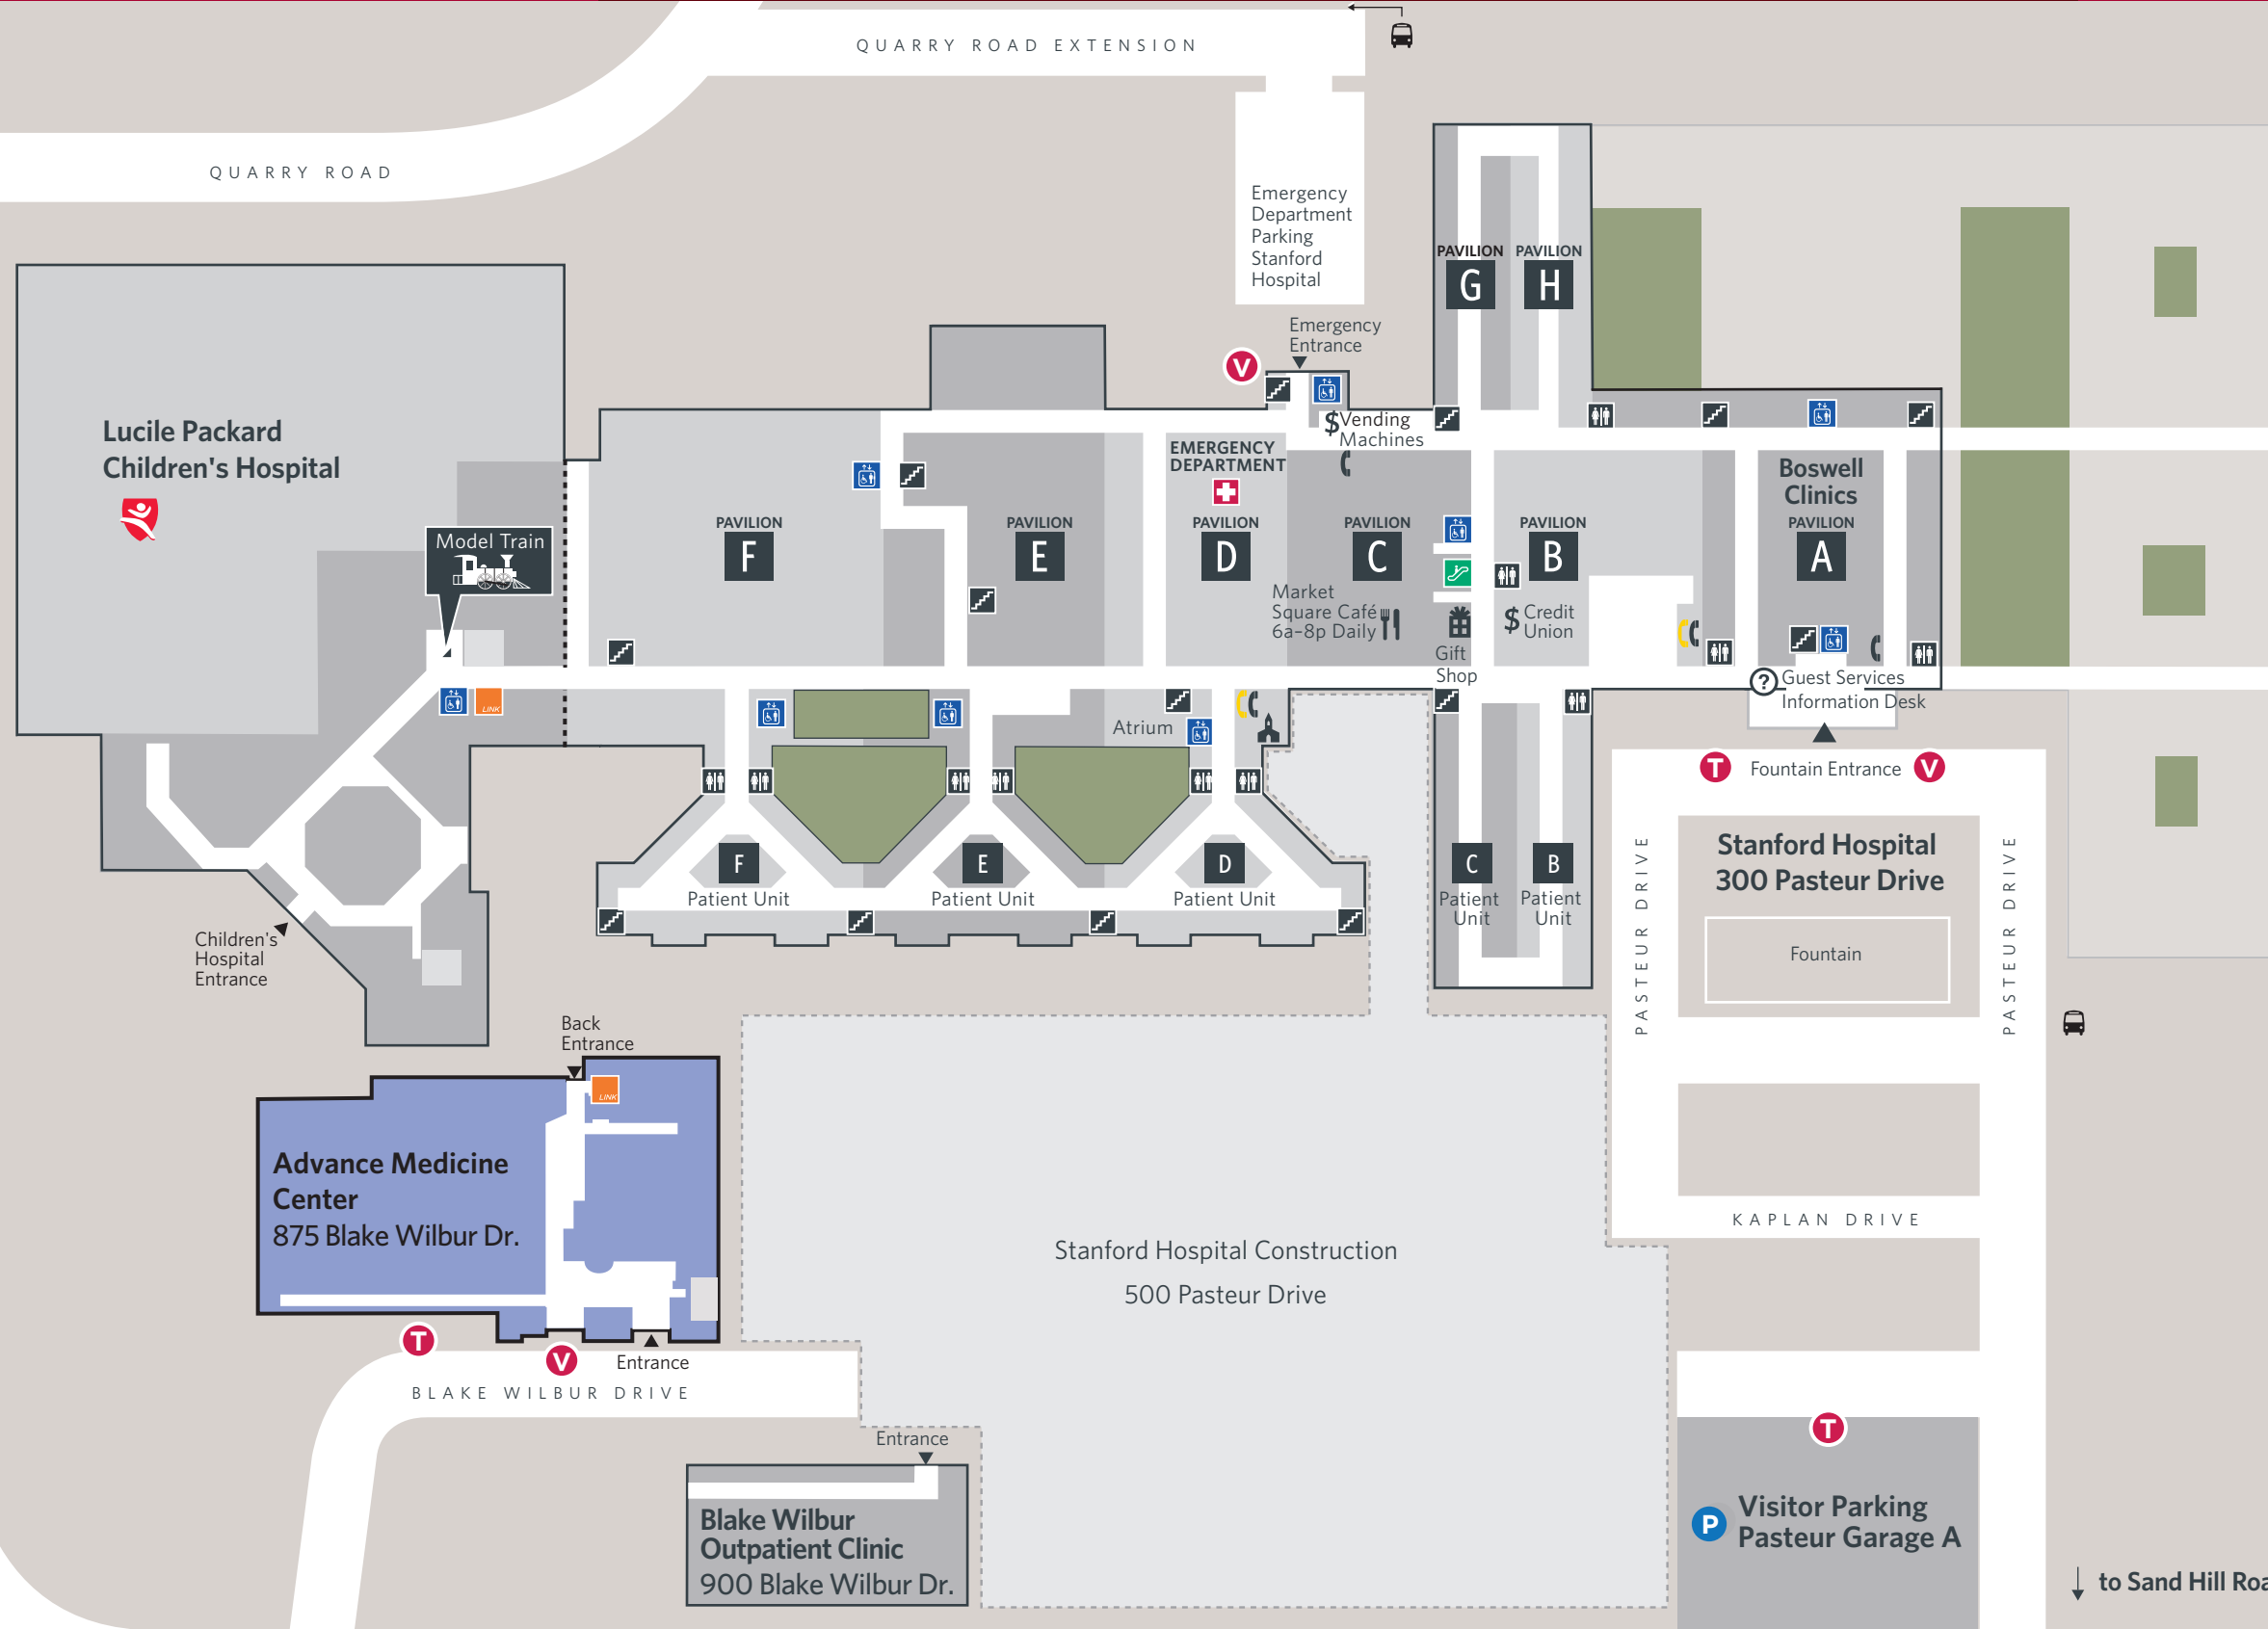 QUARRY ROAD EXTENSION
QUARRY ROAD
Emergency
Department
Parking
Stanford
Hospital
PAVILION
G
PAVILION
H
Emergency
Entrance
V
$Vending
Machines
Lucile Packard
Children's Hospital
Model Train
LINK
EMERGENCY
DEPARTMENT
PAVILION
F
PAVILION
E
PAVILION
D
PAVILION
C
PAVILION
B
Boswell
Clinics
PAVILION
A
Market
Square Café
6a–8p Daily
$ Credit
Union
Gift
Shop
? Guest Services
Information Desk
Atrium
T Fountain Entrance V
F
Patient Unit
E
Patient Unit
D
Patient Unit
C
Patient
Unit
B
Patient
Unit
PASTEUR DRIVE
Stanford Hospital
300 Pasteur Drive
Fountain
PASTEUR DRIVE
Children's
Hospital
Entrance
Back
Entrance
LINK
Advance Medicine
Center
875 Blake Wilbur Dr.
T
V
Entrance
BLAKE WILBUR DRIVE
Stanford Hospital Construction
500 Pasteur Drive
KAPLAN DRIVE
Entrance
Blake Wilbur
Outpatient Clinic
900 Blake Wilbur Dr.
T
P
Visitor Parking
Pasteur Garage A
to Sand Hill Roa